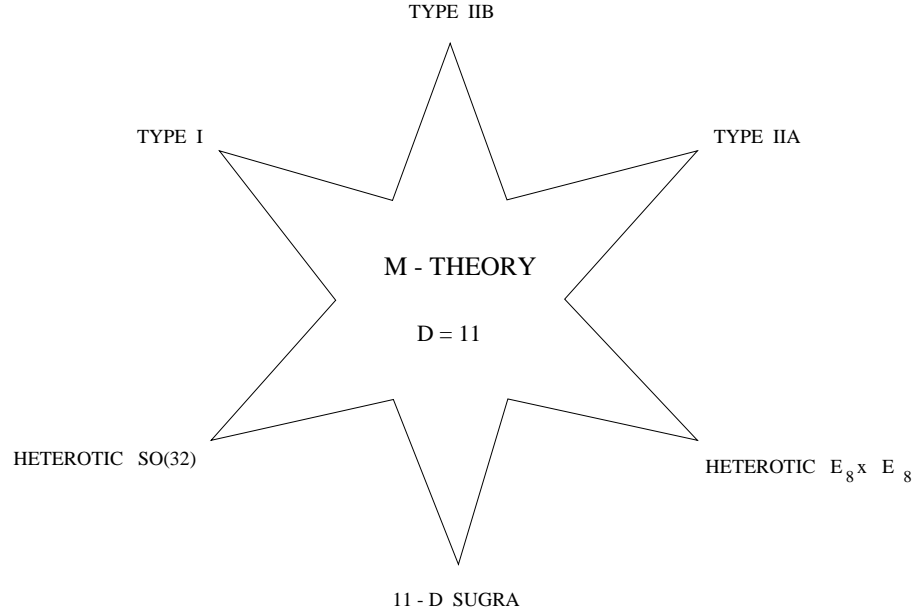 TYPE IIB
TYPE I
TYPE IIA
M - THEORY
D = 11
HETEROTIC SO(32)
HETEROTIC E₈ x E₈
11 - D SUGRA